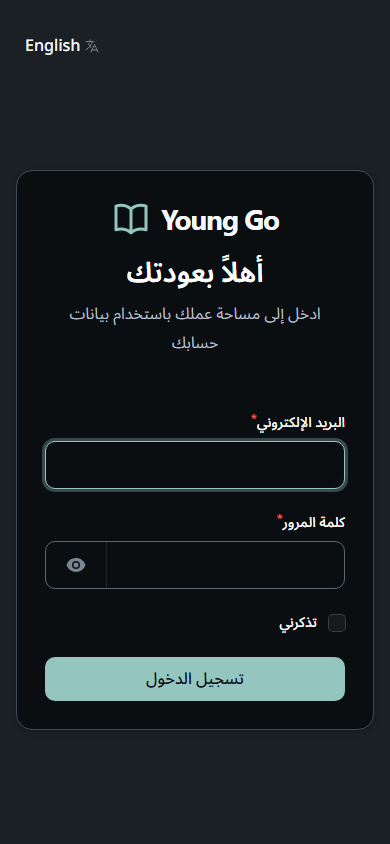 English
Young Go
أهلاً بعودتك
ادخل إلى مساحة عملك باستخدام بيانات
حسابك
البريد الإلكتروني*
كلمة المرور*
تذكرني
تسجيل الدخول